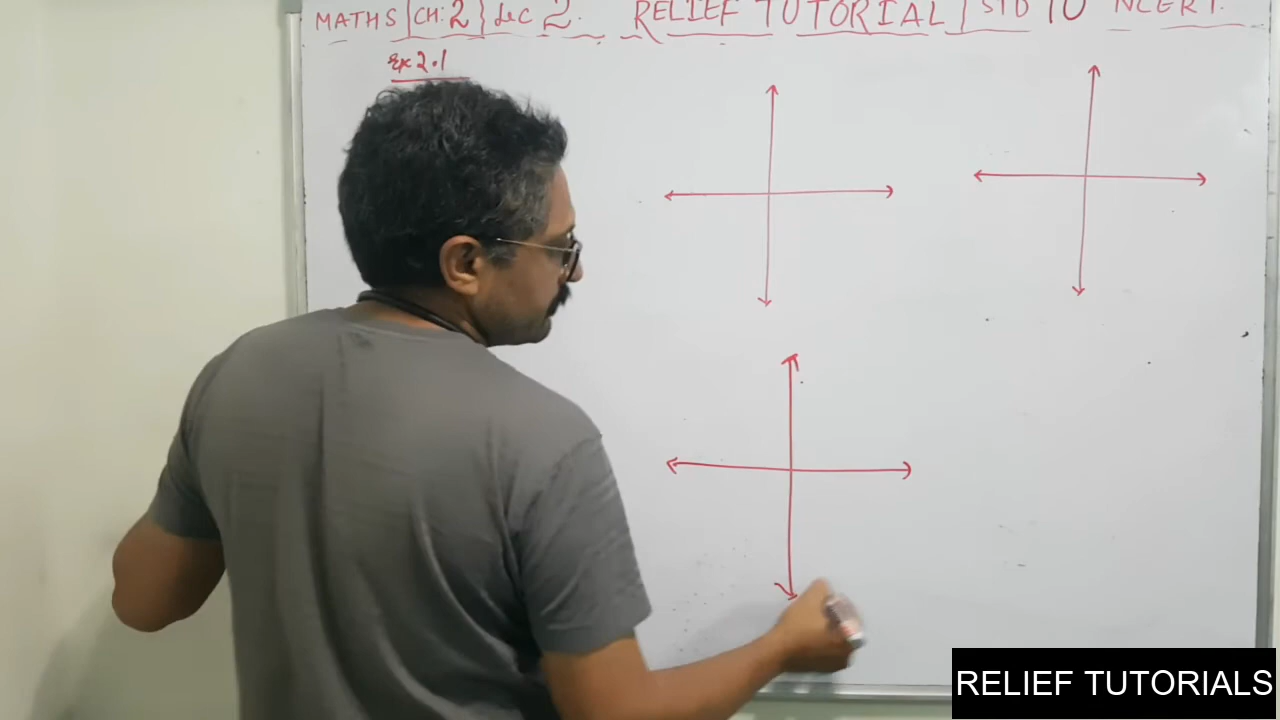 MATHS | CH: 2 | LEC 2. RELIEF TUTORIAL | STD 10 NCERT.
Ex 2.1
RELIEF TUTORIALS